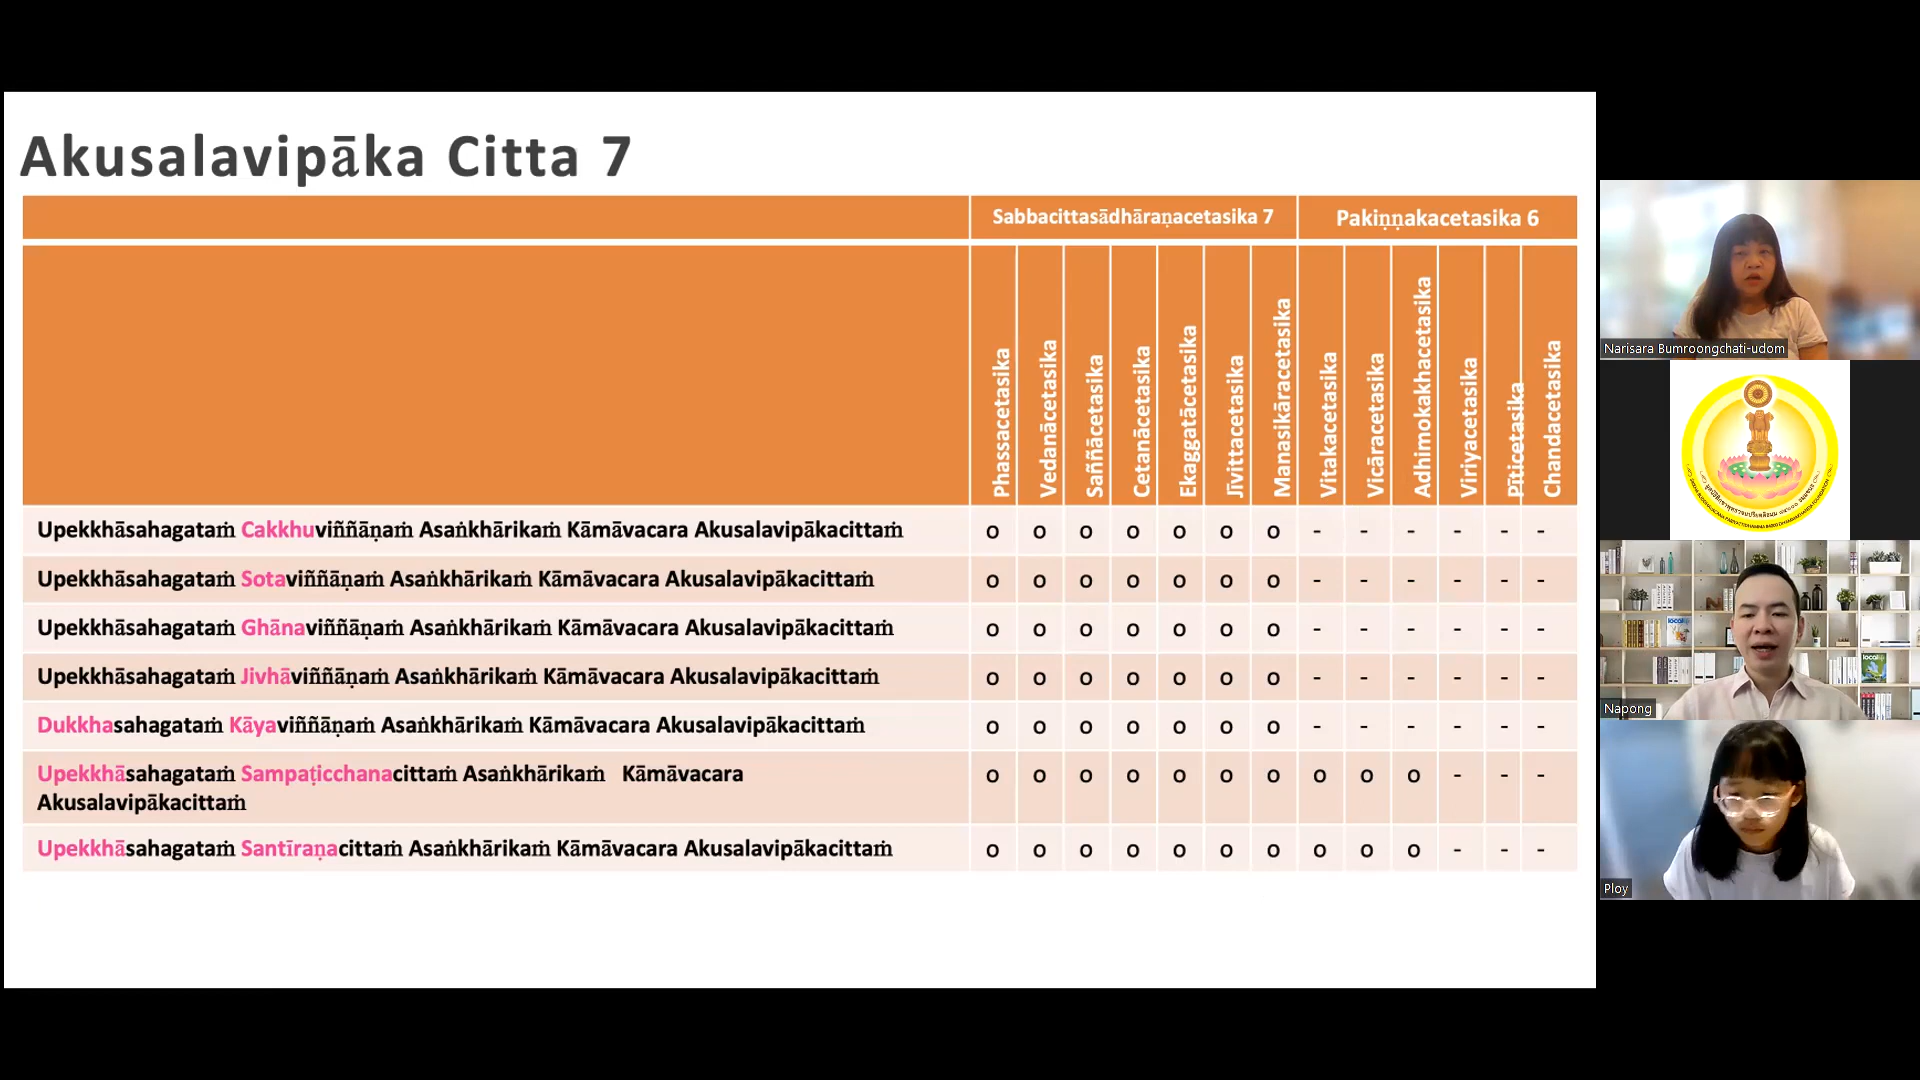 Akusalavipāka Citta 7
Sabbacittasādhāraṇacetasika 7 Pakiṇṇakacetasika 6
Phassacetasika
Vedanācetasika
Saññācetasika
Cetanācetasika
Ekaggatācetasika
Jīvittacetasika
Manasikāracetasika
Vitakacetasika
Vicāracetasika
Adhimokakhacetasika
Viriyacetasika
Pīticetasika
Chandacetasika
Upekkhāsahagataṁ Cakkhuviññāṇaṁ Asaṅkhārikaṁ Kāmāvacara Akusalavipākacittaṁ o o o o o o o - - - - - -
Upekkhāsahagataṁ Sotaviññāṇaṁ Asaṅkhārikaṁ Kāmāvacara Akusalavipākacittaṁ o o o o o o o - - - - - -
Upekkhāsahagataṁ Ghānaviññāṇaṁ Asaṅkhārikaṁ Kāmāvacara Akusalavipākacittaṁ o o o o o o o - - - - - -
Upekkhāsahagataṁ Jivhāviññāṇaṁ Asaṅkhārikaṁ Kāmāvacara Akusalavipākacittaṁ o o o o o o o - - - - - -
Dukkhasahagataṁ Kāyaviññāṇaṁ Asaṅkhārikaṁ Kāmāvacara Akusalavipākacittaṁ o o o o o o o - - - - - -
Upekkhāsahagataṁ Sampaṭicchanacittaṁ Asaṅkhārikaṁ Kāmāvacara o o o o o o o o o o - - -
Akusalavipākacittaṁ
Upekkhāsahagataṁ Santīraṇacittaṁ Asaṅkhārikaṁ Kāmāvacara Akusalavipākacittaṁ o o o o o o o o o o - - -
Narisara Bumroongchati-udom
Napong
Ploy